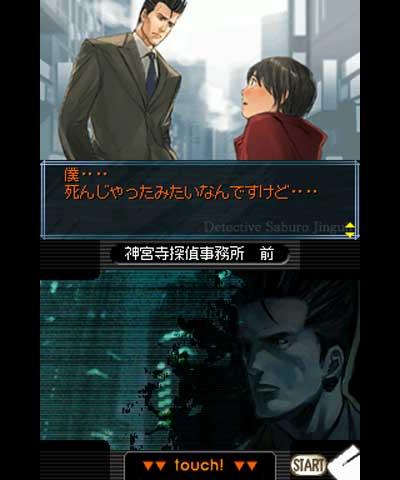 僕‥‥
死んじゃったみたいなんですけど‥‥
Detective Saburo Jingu
神宮寺探偵事務所 前
touch!
START